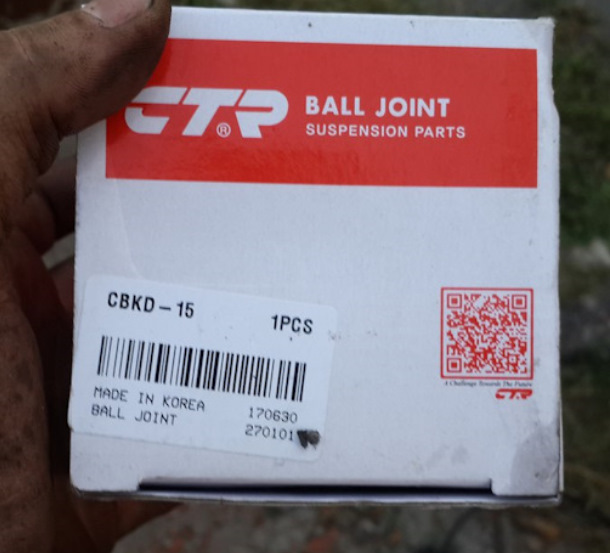 CTR®
BALL JOINT
SUSPENSION PARTS
CBKD-15
1PCS
MADE IN KOREA 170630
BALL JOINT
A Challenge Towards The Future
CTR